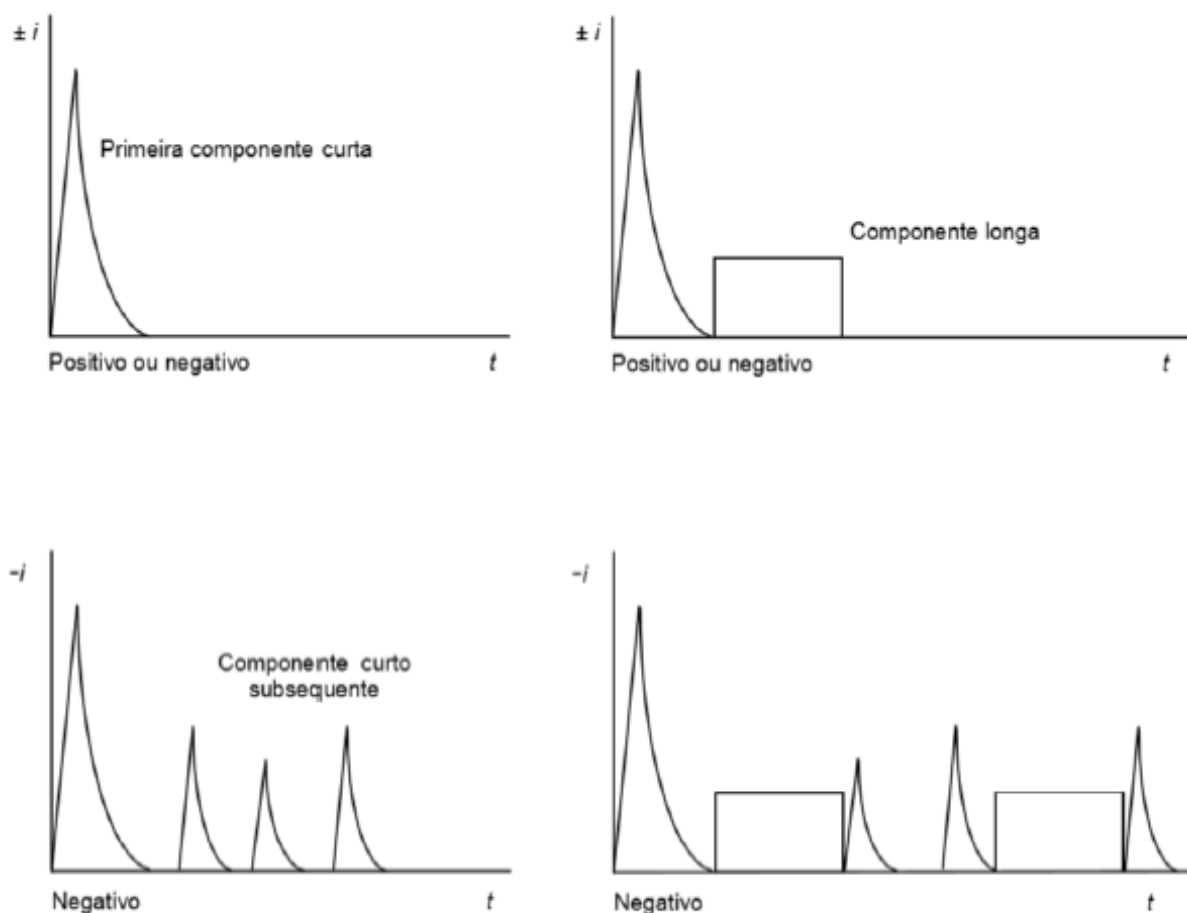 ± i
Primeira componente curta
Positivo ou negativo
t
± i
Componente longa
Positivo ou negativo
t
–i
Componente curto
subsequente
Negativo
t
–i
Negativo
t